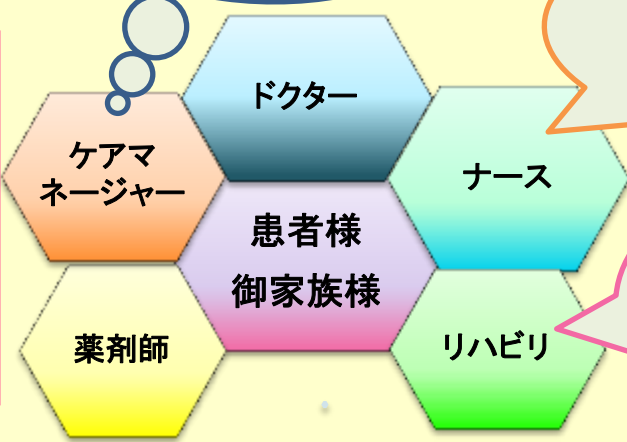 ドクター
ケアマ
ネージャー
ナース
患者様
御家族様
薬剤師
リハビリ